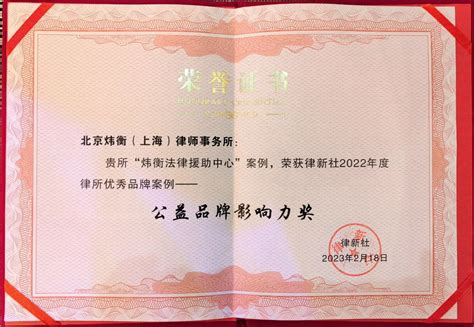 荣誉证书
北京炜衡（上海）律师事务所：
贵所“炜衡法律援助中心”案例，荣获律新社2022年度
律所优秀品牌案例——
公益品牌影响力奖
律新社
2023年2月18日